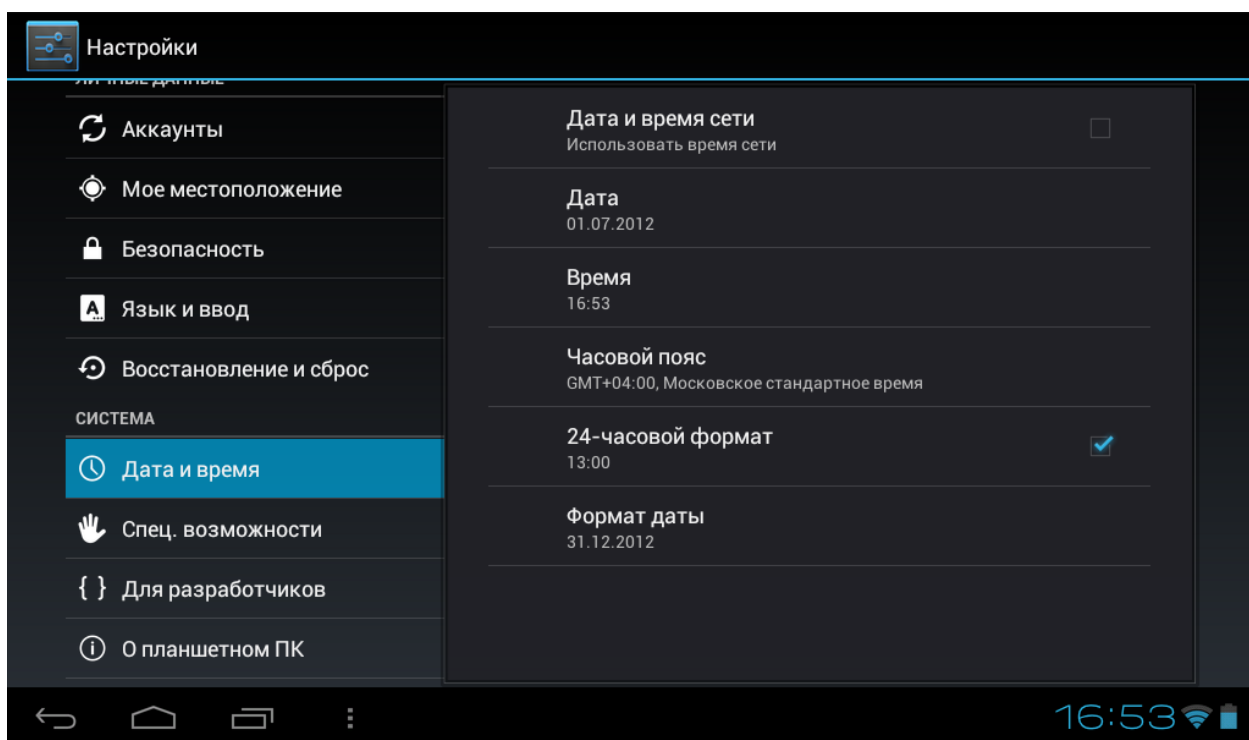 Настройки
ЛИЧНЫЕ ДАННЫЕ
Аккаунты
Мое местоположение
Безопасность
Язык и ввод
Восстановление и сброс
СИСТЕМА
Дата и время
Спец. возможности
{ } Для разработчиков
О планшетном ПК
Дата и время сети
Использовать время сети
Дата
01.07.2012
Время
16:53
Часовой пояс
GMT+04:00, Московское стандартное время
24-часовой формат
13:00
Формат даты
31.12.2012
16:53